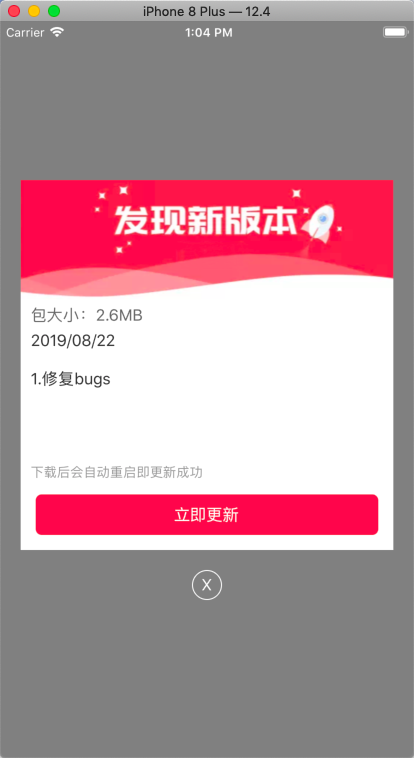 iPhone 8 Plus — 12.4
Carrier 1:04 PM
发现新版本
包大小：2.6MB
2019/08/22
1.修复bugs
下载后会自动重启即更新成功
立即更新
X